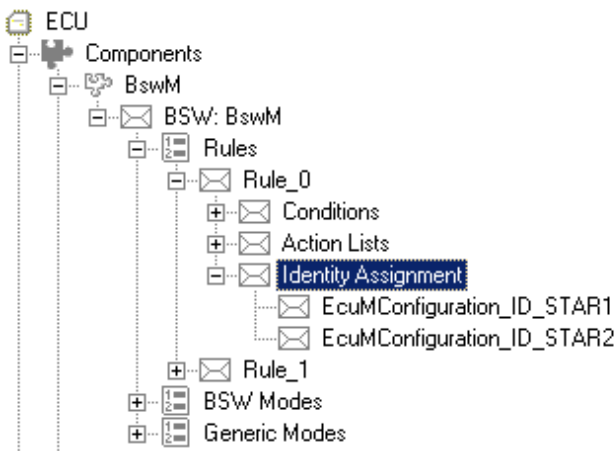 ECU
Components
BswM
BSW: BswM
Rules
Rule_0
Conditions
Action Lists
Identity Assignment
EcuMConfiguration_ID_STAR1
EcuMConfiguration_ID_STAR2
Rule_1
BSW Modes
Generic Modes